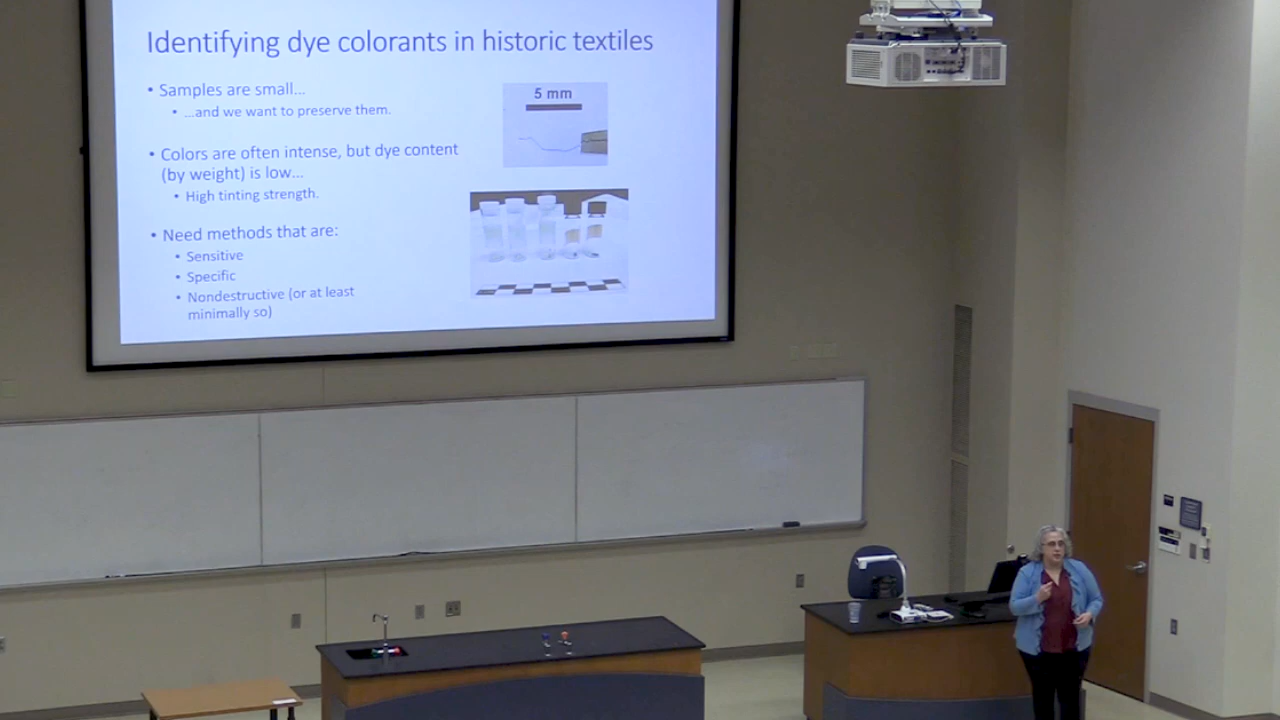 Identifying dye colorants in historic textiles
• Samples are small...
• ...and we want to preserve them.
• Colors are often intense, but dye content
(by weight) is low...
• High tinting strength.
• Need methods that are:
• Sensitive
• Specific
• Nondestructive (or at least
minimally so)
5 mm